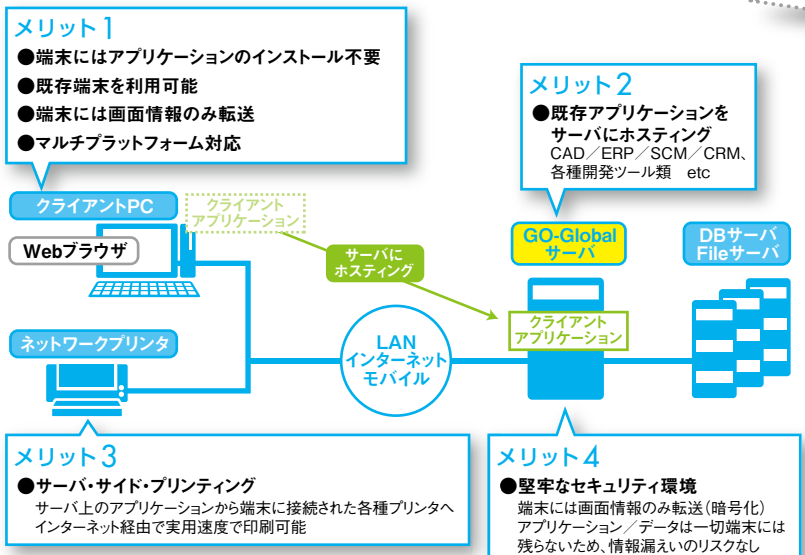 メリット1
●端末にはアプリケーションのインストール不要
●既存端末を利用可能
●端末には画面情報のみ転送
●マルチプラットフォーム対応
メリット2
●既存アプリケーションを
サーバにホスティング
CAD／ERP／SCM／CRM、
各種開発ツール類 etc
クライアントPC
クライアント
アプリケーション
Webブラウザ
サーバに
ホスティング
GO-Global
サーバ
DBサーバ
Fileサーバ
クライアント
アプリケーション
ネットワークプリンタ
LAN
インターネット
モバイル
メリット3
●サーバ・サイド・プリンティング
サーバ上のアプリケーションから端末に接続された各種プリンタへ
インターネット経由で実用速度で印刷可能
メリット4
●堅牢なセキュリティ環境
端末には画面情報のみ転送（暗号化）
アプリケーション／データは一切端末には
残らないため、情報漏えいのリスクなし